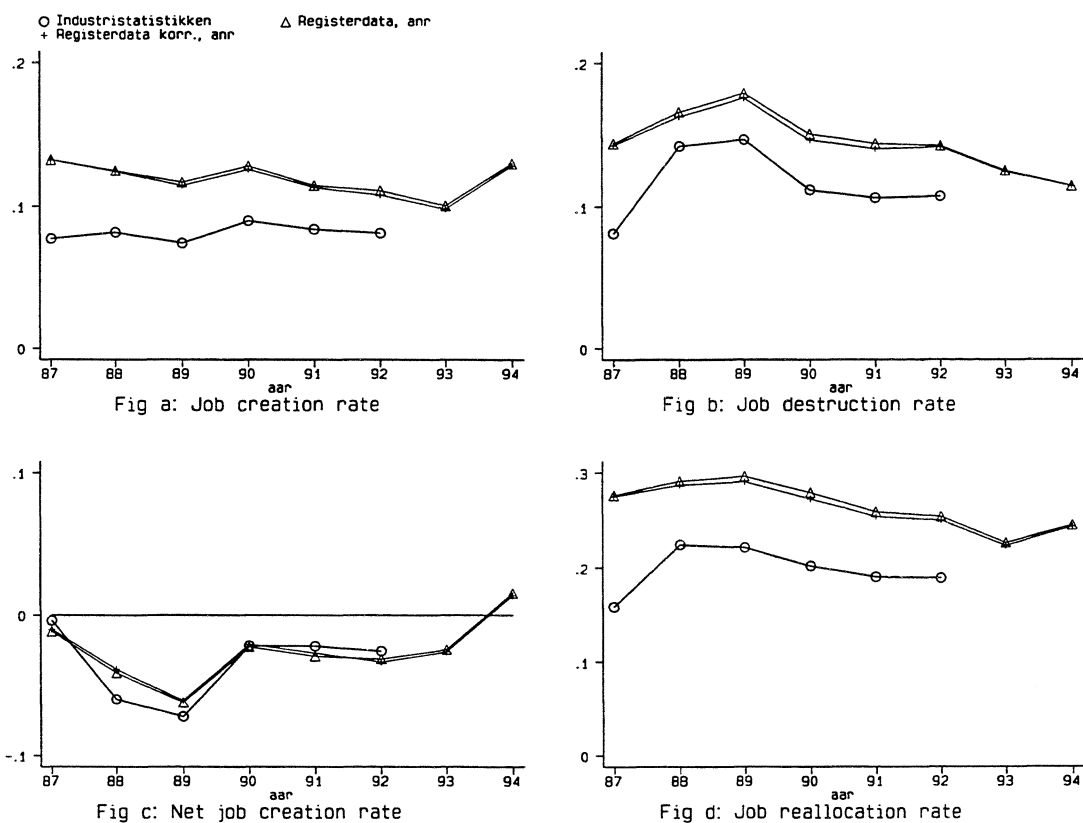 ○ Industristatistikken △ Registerdata, anr
+ Registerdata korr., anr
.2
.1
0
87 88 89 90 91 92 93 94
aar
Fig a: Job creation rate
.2
.1
0
87 88 89 90 91 92 93 94
aar
Fig b: Job destruction rate
.1
0
-.1
87 88 89 90 91 92 93 94
aar
Fig c: Net job creation rate
.3
.2
.1
0
87 88 89 90 91 92 93 94
aar
Fig d: Job reallocation rate